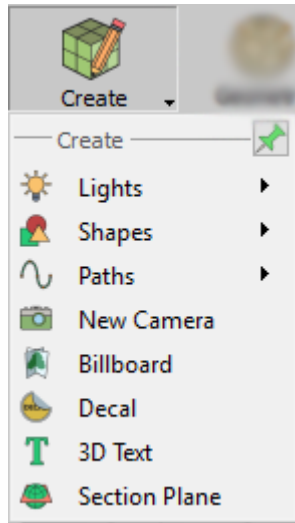 Create
Create
Lights
Shapes
Paths
New Camera
Billboard
Decal
3D Text
Section Plane